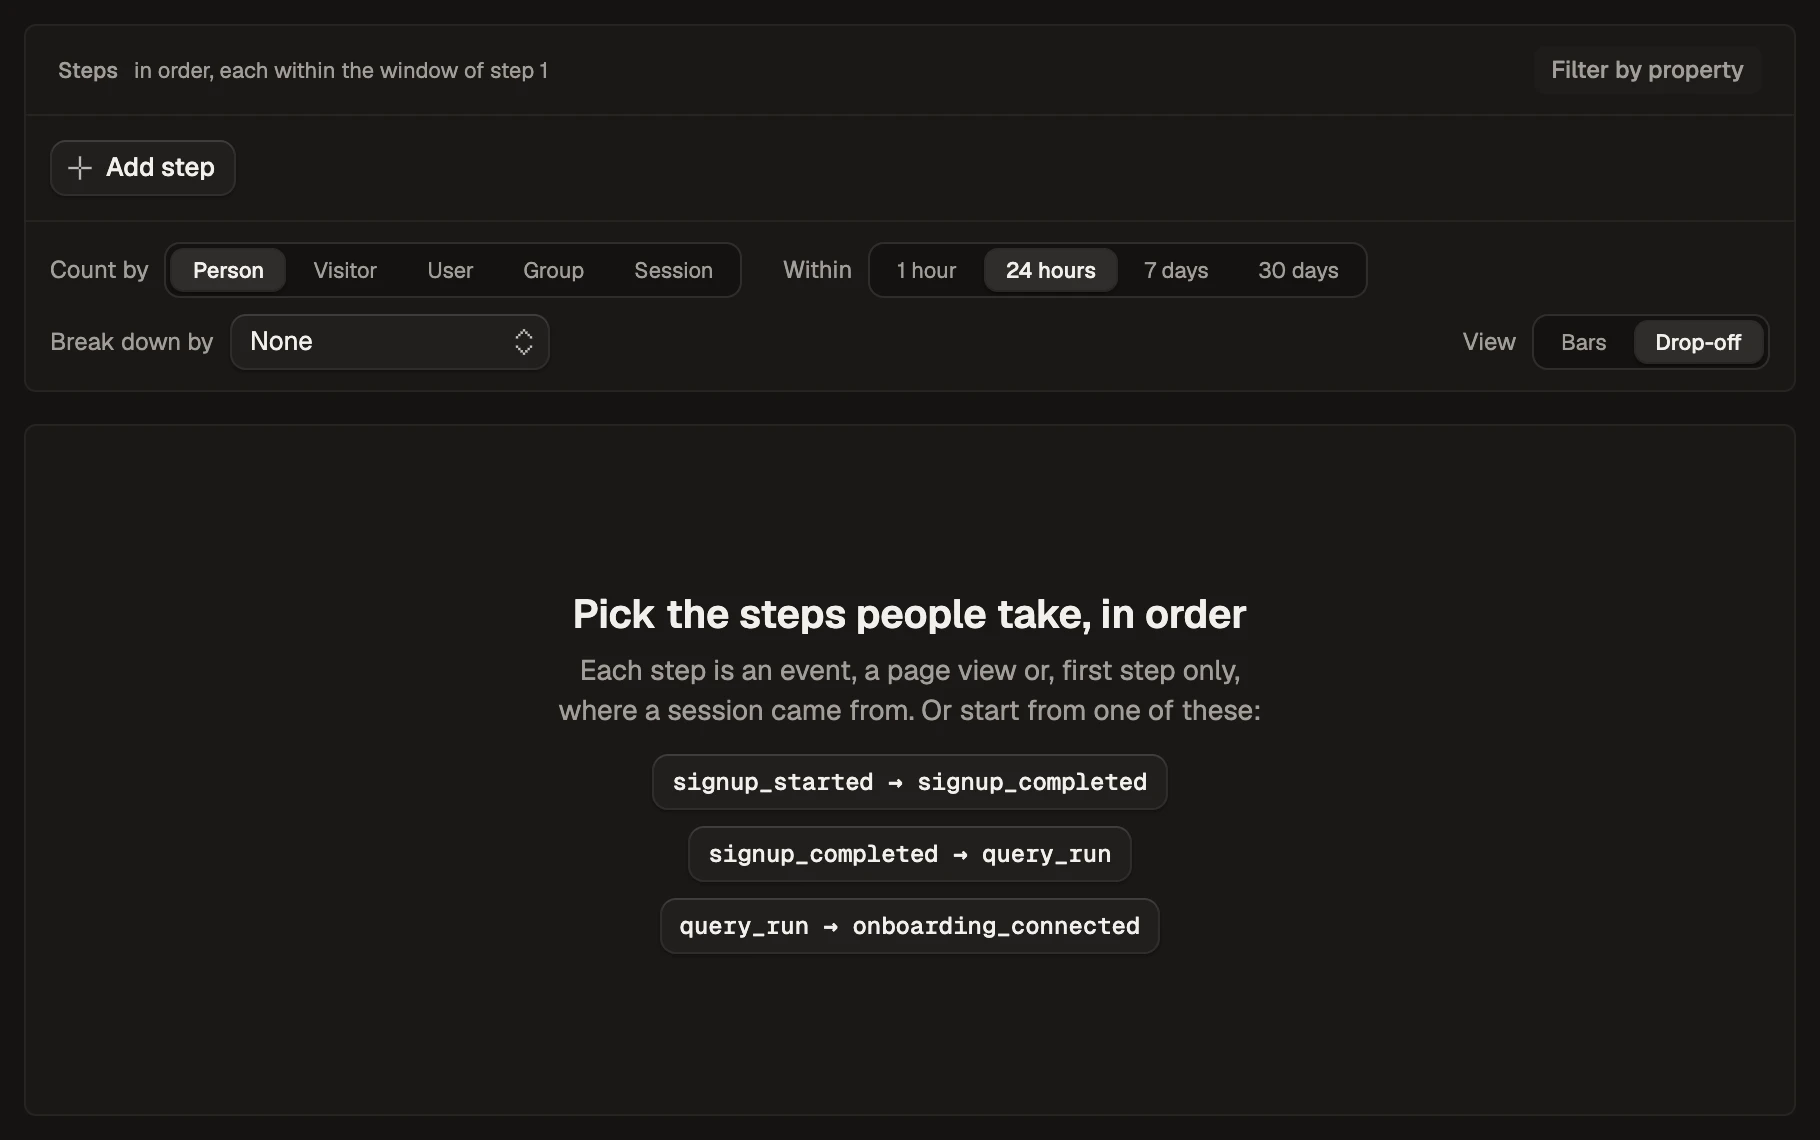 Steps in order, each within the window of step 1
Filter by property
Add step
Count by Person Visitor User Group Session Within 1 hour 24 hours 7 days 30 days
Break down by None View Bars Drop-off
Pick the steps people take, in order
Each step is an event, a page view or, first step only,
where a session came from. Or start from one of these:
signup_started → signup_completed
signup_completed → query_run
query_run → onboarding_connected